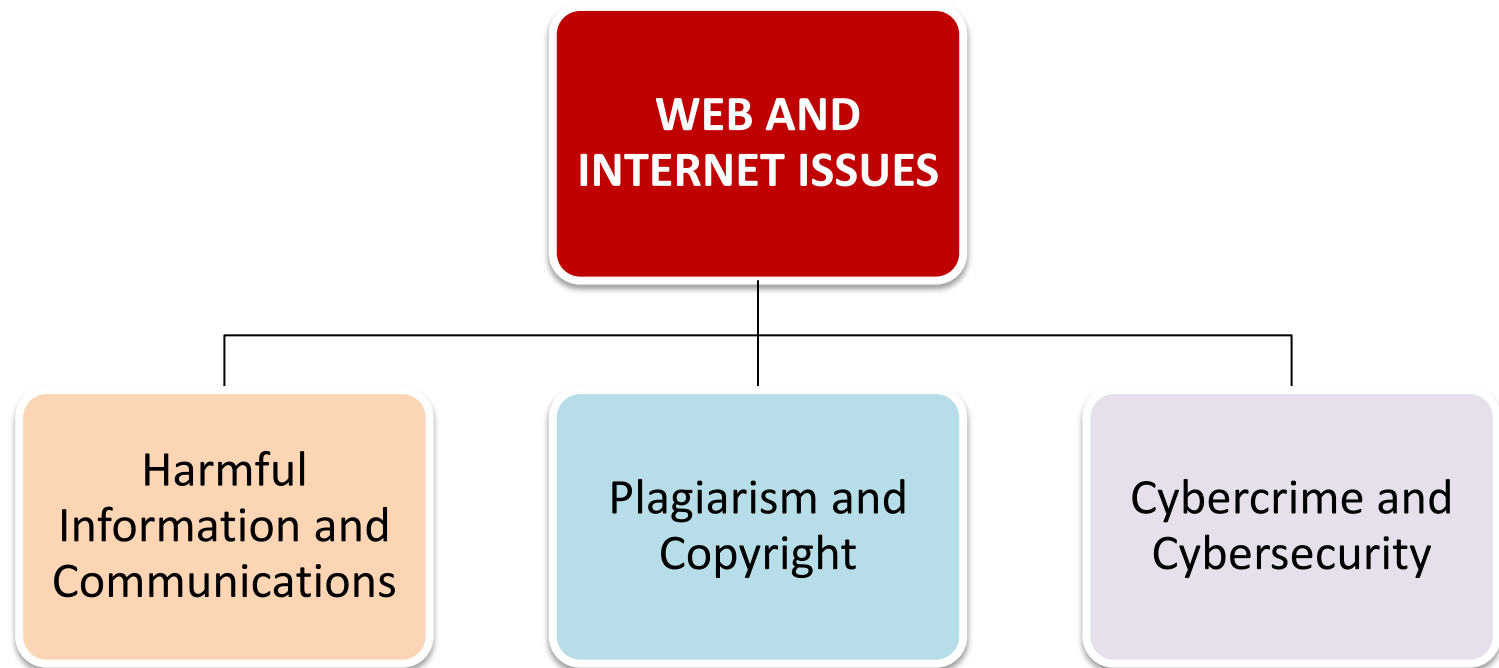 WEB AND
INTERNET ISSUES
Harmful
Information and
Communications
Plagiarism and
Copyright
Cybercrime and
Cybersecurity